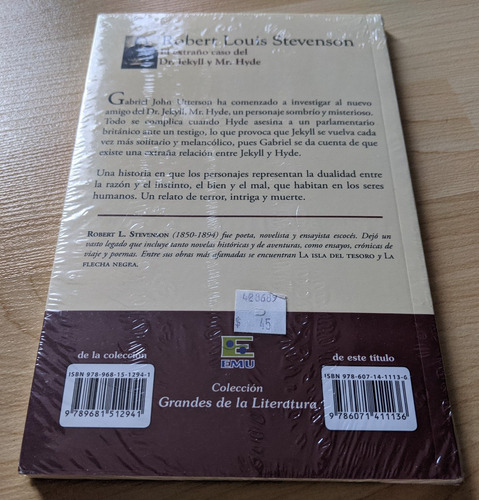 Robert Louis Stevenson
El extraño caso del
Dr. Jekyll y Mr. Hyde
Gabriel John Utterson ha comenzado a investigar al nuevo
amigo del Dr. Jekyll, Mr. Hyde, un personaje sombrío y misterioso.
Todo se complica cuando Hyde asesina a un parlamentario
británico ante un testigo, lo que provoca que Jekyll se vuelva cada
vez más solitario y melancólico, pues Gabriel se da cuenta de que
existe una extraña relación entre Jekyll y Hyde.
Una historia en que los personajes representan la dualidad entre
la razón y el instinto, el bien y el mal, que habitan en los seres
humanos. Un relato de terror, intriga y muerte.
ROBERT L. STEVENSON (1850-1894) fue poeta, novelista y ensayista escocés. Dejó un
vasto legado que incluye tanto novelas históricas y de aventuras, como ensayos, crónicas de
viaje y poemas. Entre sus obras más afamadas se encuentran LA ISLA DEL TESORO y LA
FLECHA NEGRA.
$ 45
EMU
de la colección
ISBN 978-968-15-1294-1
9 789681 512941
Colección
Grandes de la Literatura
de este título
ISBN 978-607-14-1113-6
9 786071 411136